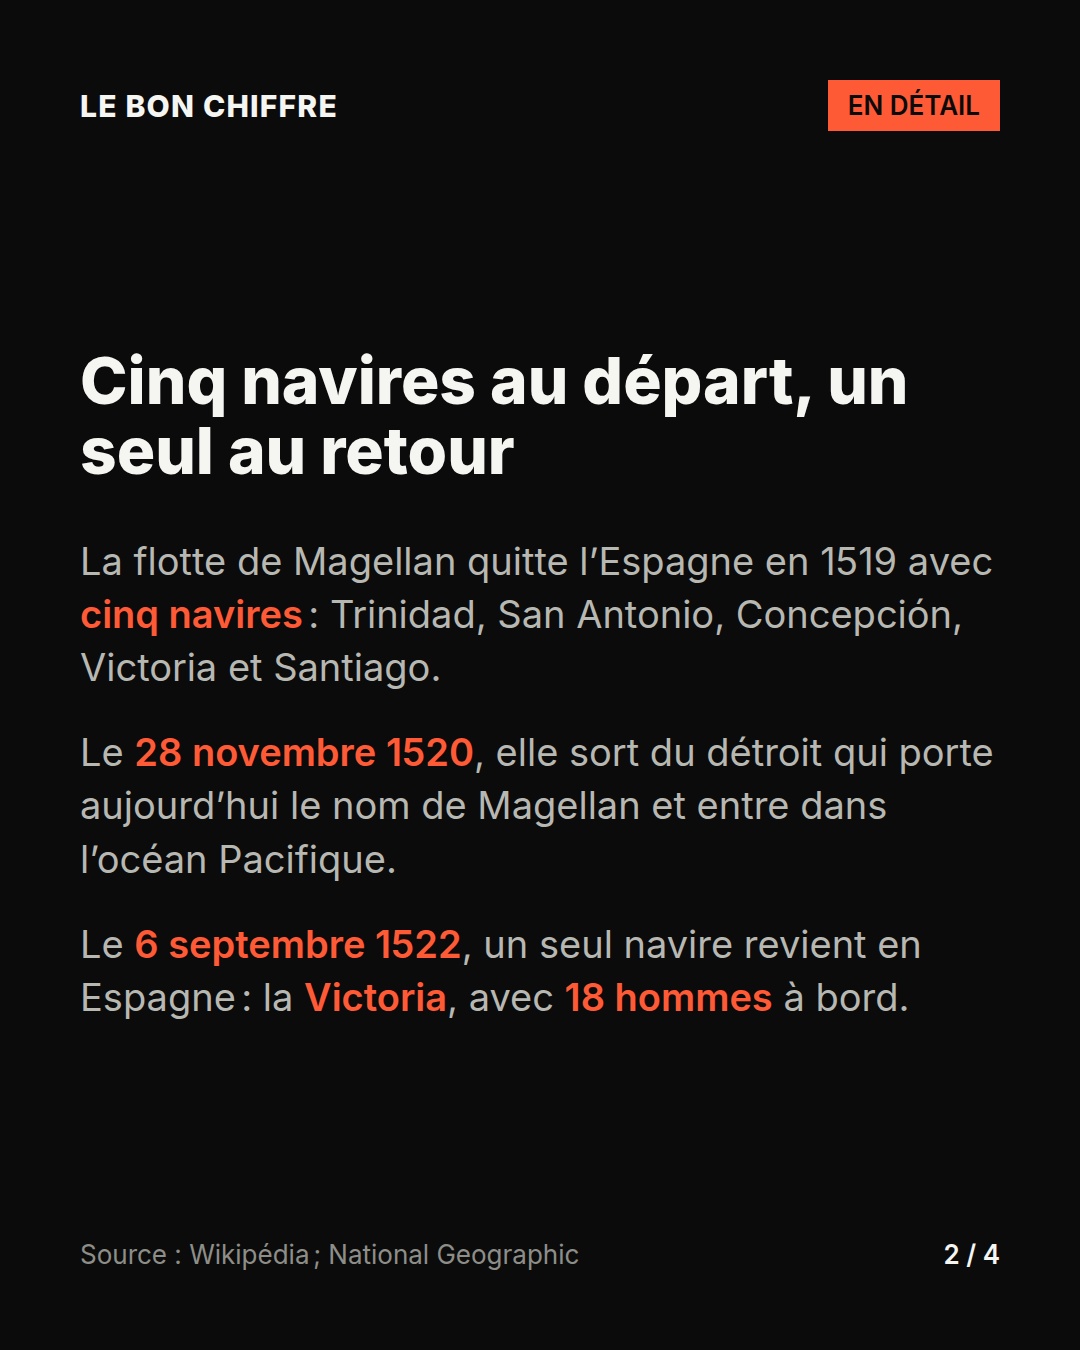 LE BON CHIFFRE
EN DÉTAIL
Cinq navires au départ, un
seul au retour
La flotte de Magellan quitte l’Espagne en 1519 avec
cinq navires : Trinidad, San Antonio, Concepción,
Victoria et Santiago.
Le 28 novembre 1520, elle sort du détroit qui porte
aujourd’hui le nom de Magellan et entre dans
l’océan Pacifique.
Le 6 septembre 1522, un seul navire revient en
Espagne : la Victoria, avec 18 hommes à bord.
Source : Wikipédia ; National Geographic
2 / 4